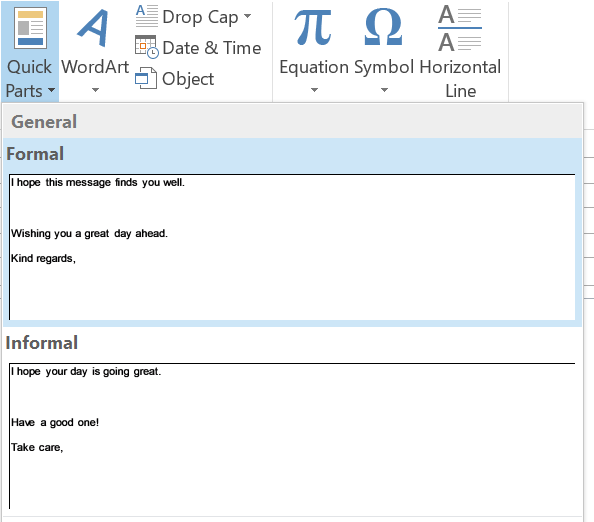 Quick Parts
WordArt
Drop Cap
Date & Time
Object
π
Equation
Ω
Symbol
A
A
Horizontal Line
General
Formal
I hope this message finds you well.
Wishing you a great day ahead.
Kind regards,
Informal
I hope your day is going great.
Have a good one!
Take care,